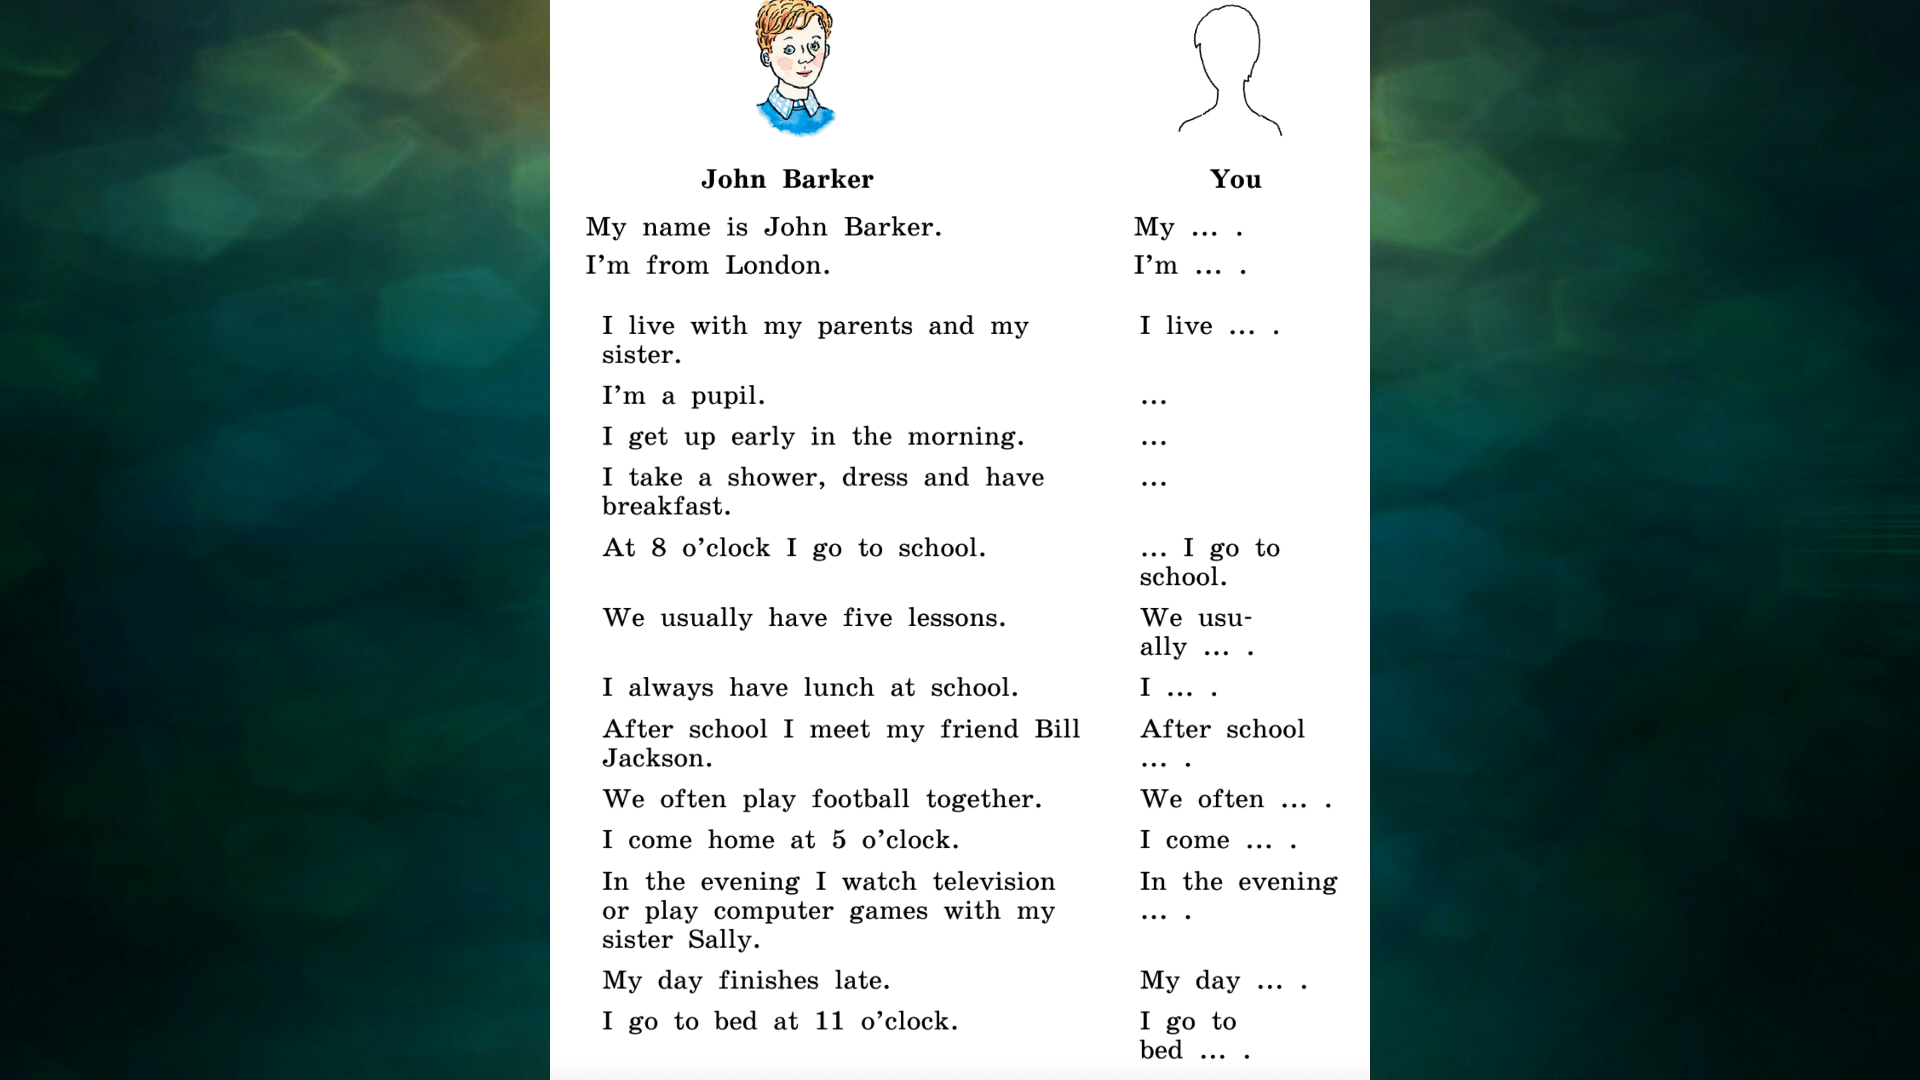 John Barker You
My name is John Barker. My ... .
I'm from London. I'm ... .
I live with my parents and my I live ... .
sister.
I'm a pupil. ...
I get up early in the morning. ...
I take a shower, dress and have ...
breakfast.
At 8 o'clock I go to school. ... I go to
school.
We usually have five lessons. We usu-
ally ... .
I always have lunch at school. I ... .
After school I meet my friend Bill After school
Jackson. ... .
We often play football together. We often ... .
I come home at 5 o'clock. I come ... .
In the evening I watch television In the evening
or play computer games with my ... .
sister Sally.
My day finishes late. My day ... .
I go to bed at 11 o'clock. I go to
bed ... .